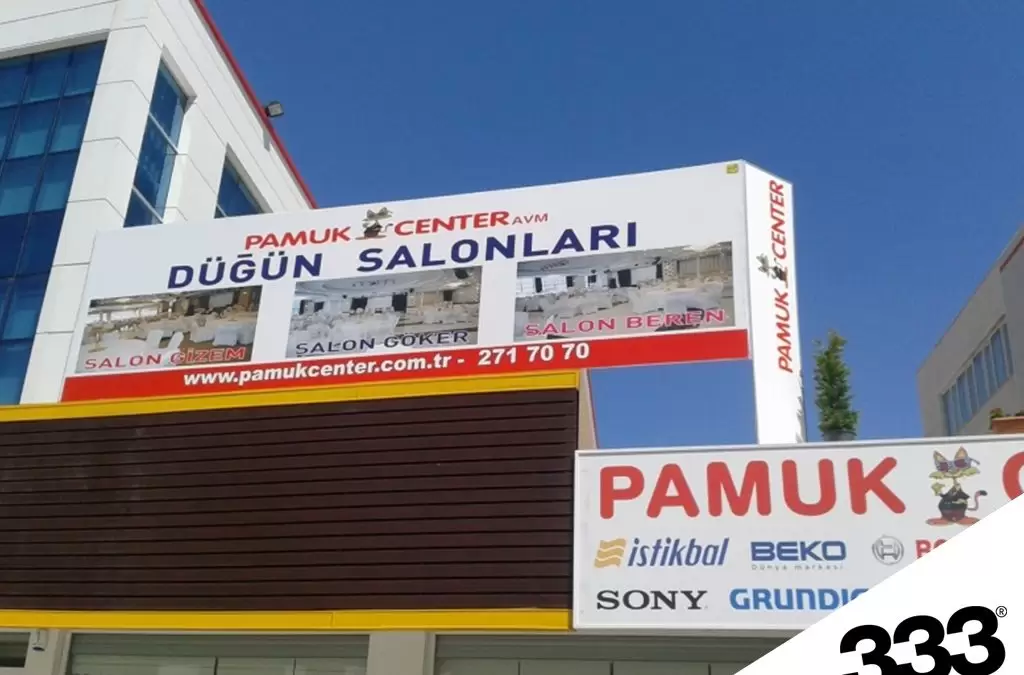 PAMUK CENTER AVM
DÜĞÜN SALONLARI
SALON GİZEM
SALON GÖKER
SALON BEREN
www.pamukcenter.com.tr - 271 70 70
PAMUK CENTER
PAMUK
istikbal
BEKO
Dünya markası
SONY
GRUNDIG
333®